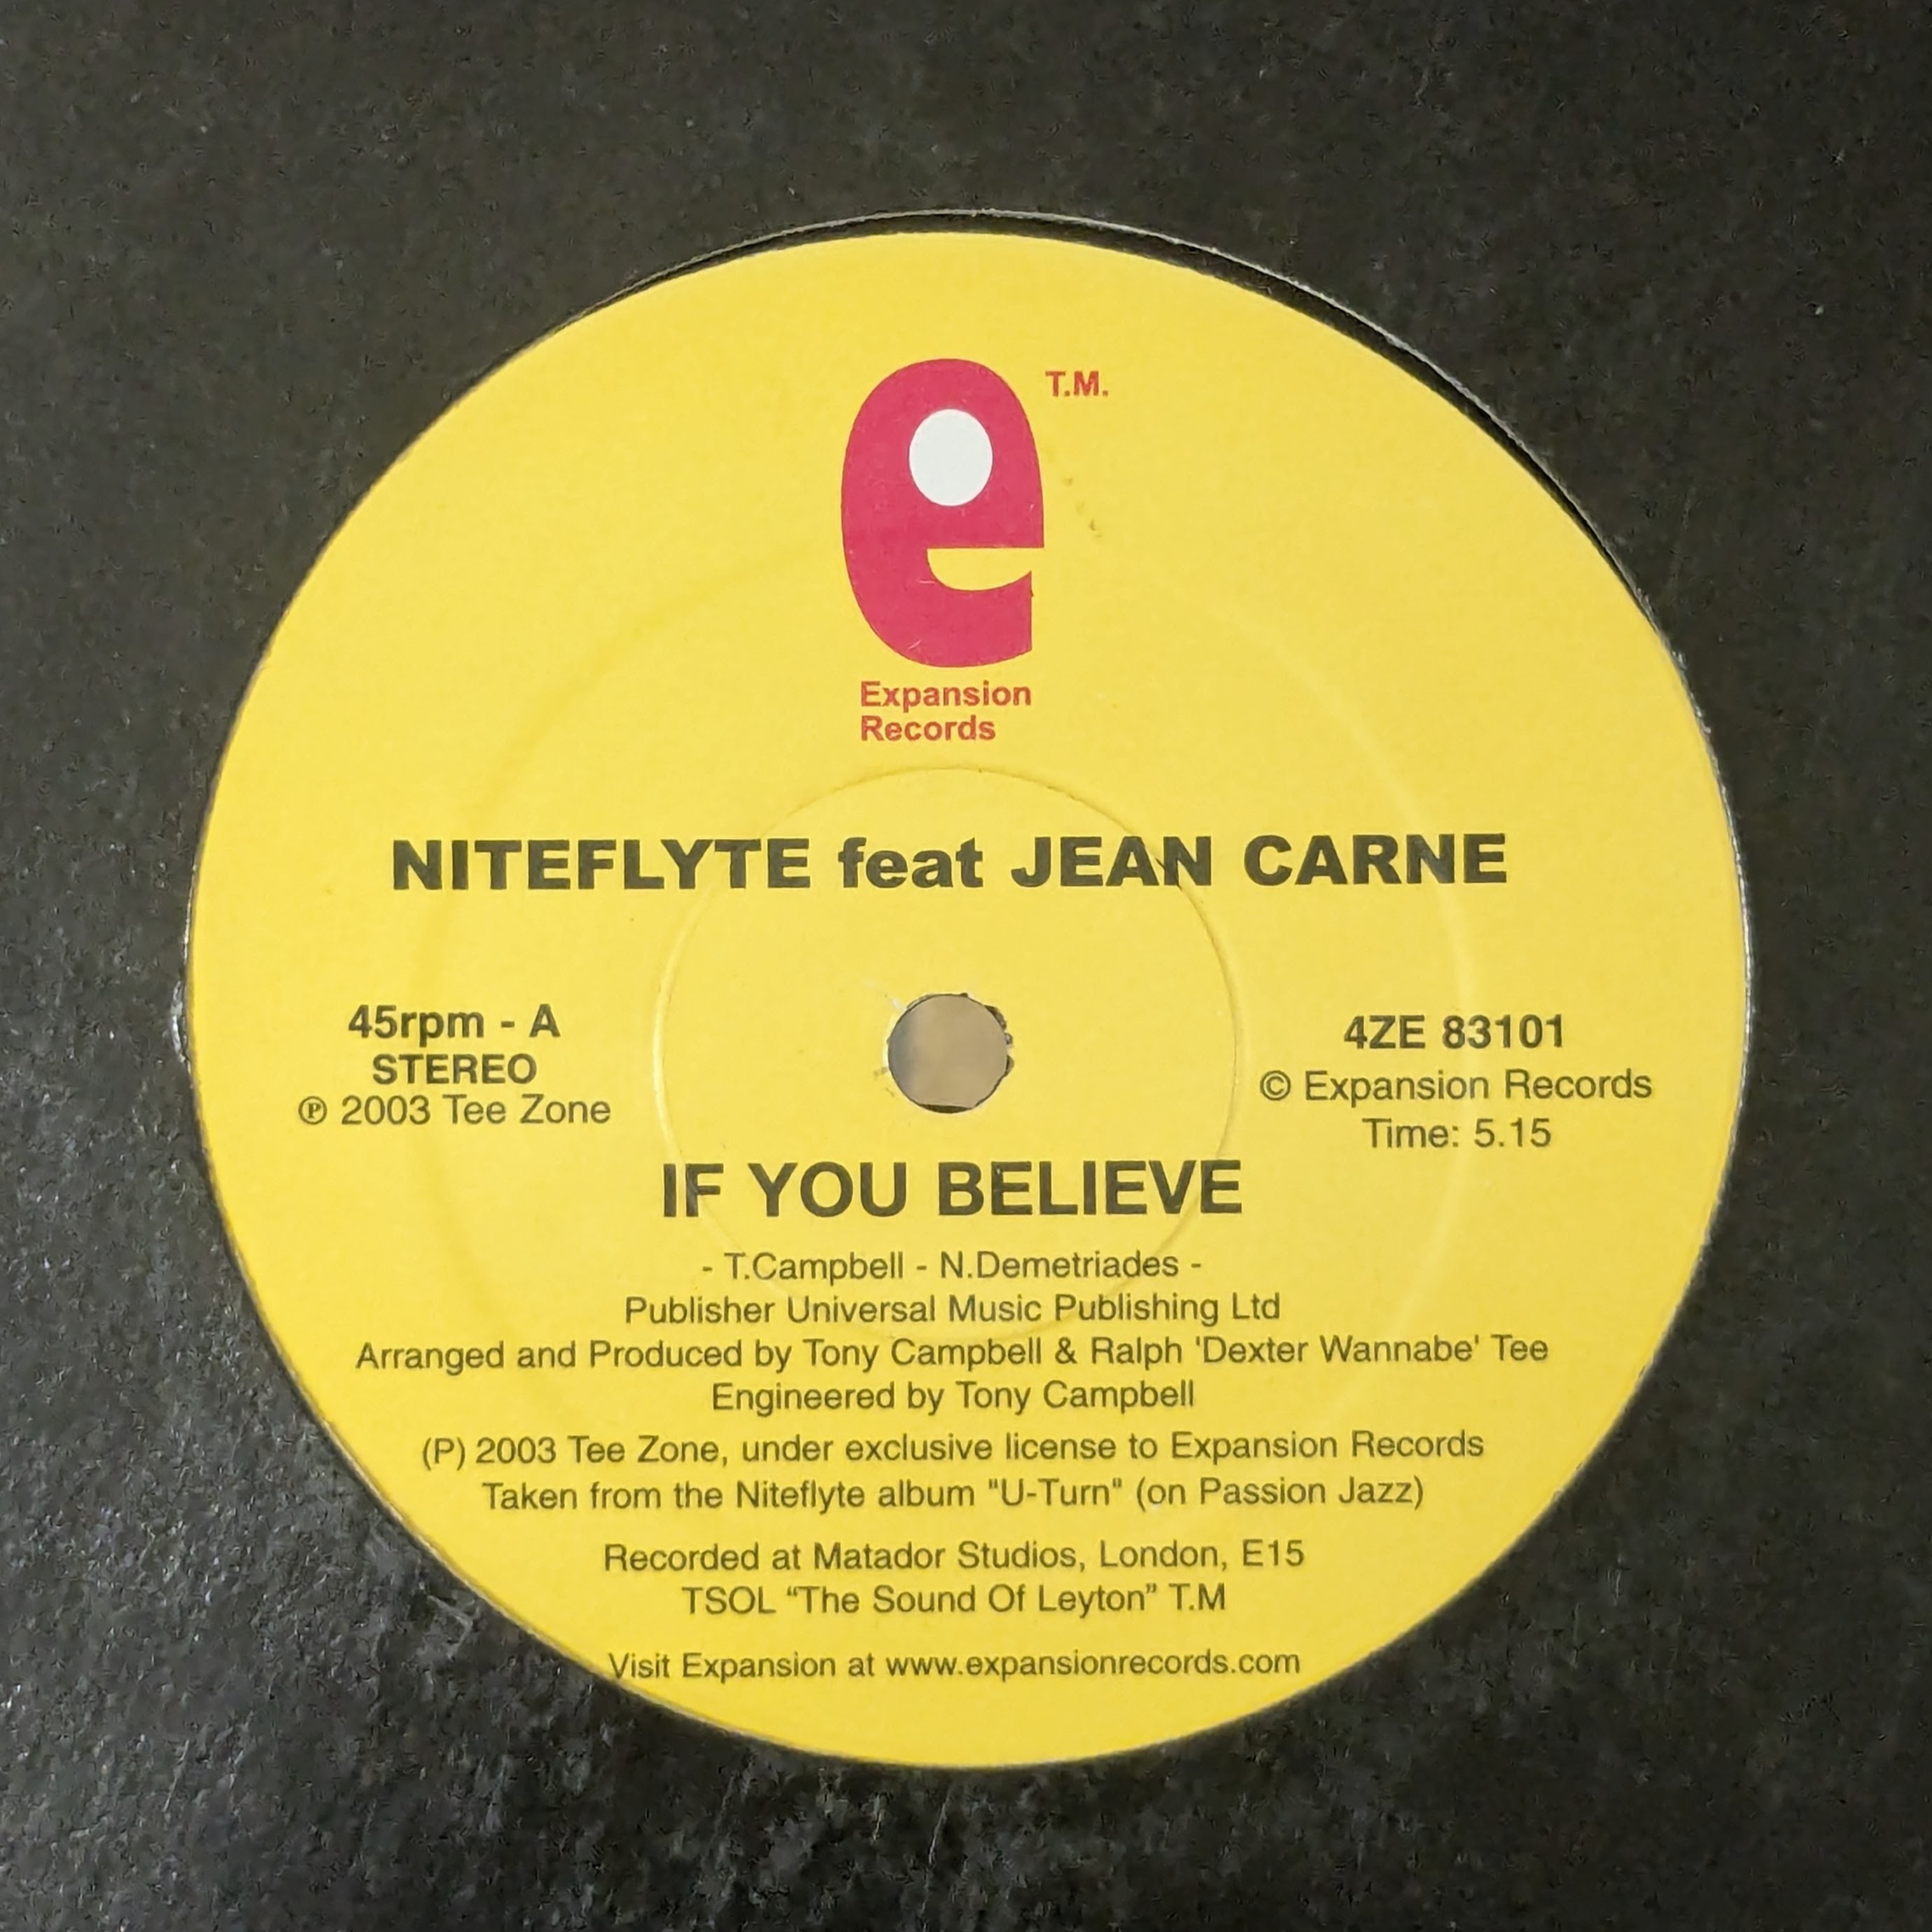 e T.M.
Expansion
Records
NITEFLYTE feat JEAN CARNE
45rpm - A
STEREO
℗ 2003 Tee Zone
4ZE 83101
© Expansion Records
Time: 5.15
IF YOU BELIEVE
- T.Campbell - N.Demetriades -
Publisher Universal Music Publishing Ltd
Arranged and Produced by Tony Campbell & Ralph 'Dexter Wannabe' Tee
Engineered by Tony Campbell
(P) 2003 Tee Zone, under exclusive license to Expansion Records
Taken from the Niteflyte album "U-Turn" (on Passion Jazz)
Recorded at Matador Studios, London, E15
TSOL “The Sound Of Leyton” T.M
Visit Expansion at www.expansionrecords.com